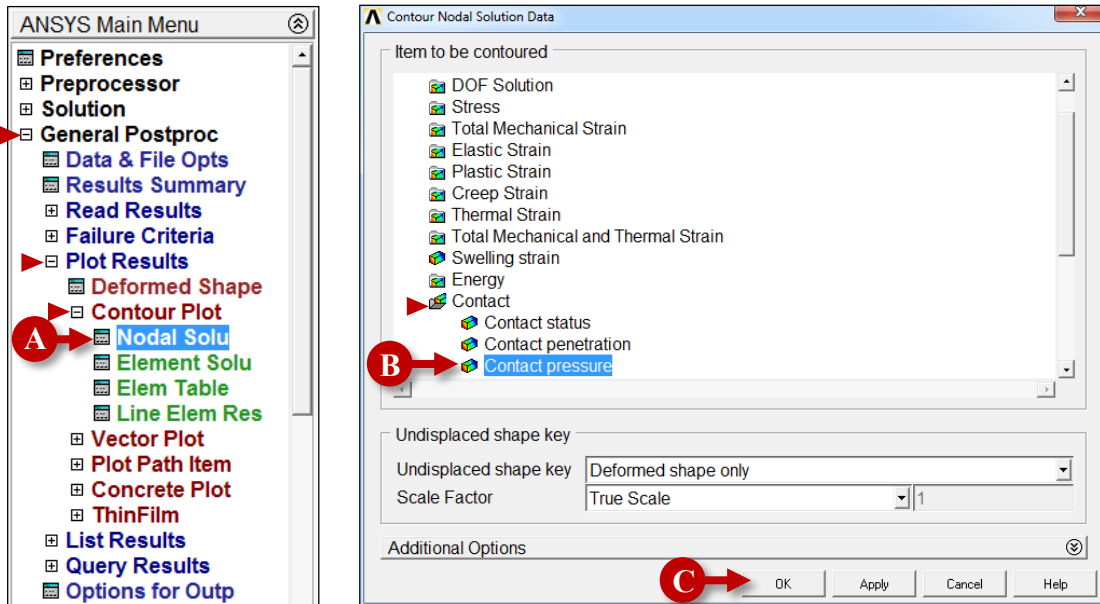 ANSYS Main Menu
Preferences
Preprocessor
Solution
General Postproc
Data & File Opts
Results Summary
Read Results
Failure Criteria
Plot Results
Deformed Shape
Contour Plot
A
Nodal Solu
Element Solu
Elem Table
Line Elem Res
Vector Plot
Plot Path Item
Concrete Plot
ThinFilm
List Results
Query Results
Options for Outp
Contour Nodal Solution Data
Item to be contoured
DOF Solution
Stress
Total Mechanical Strain
Elastic Strain
Plastic Strain
Creep Strain
Thermal Strain
Total Mechanical and Thermal Strain
Swelling strain
Energy
Contact
Contact status
Contact penetration
B
Contact pressure
Undisplaced shape key
Undisplaced shape key Deformed shape only
Scale Factor True Scale 1
Additional Options
C
OK Apply Cancel Help